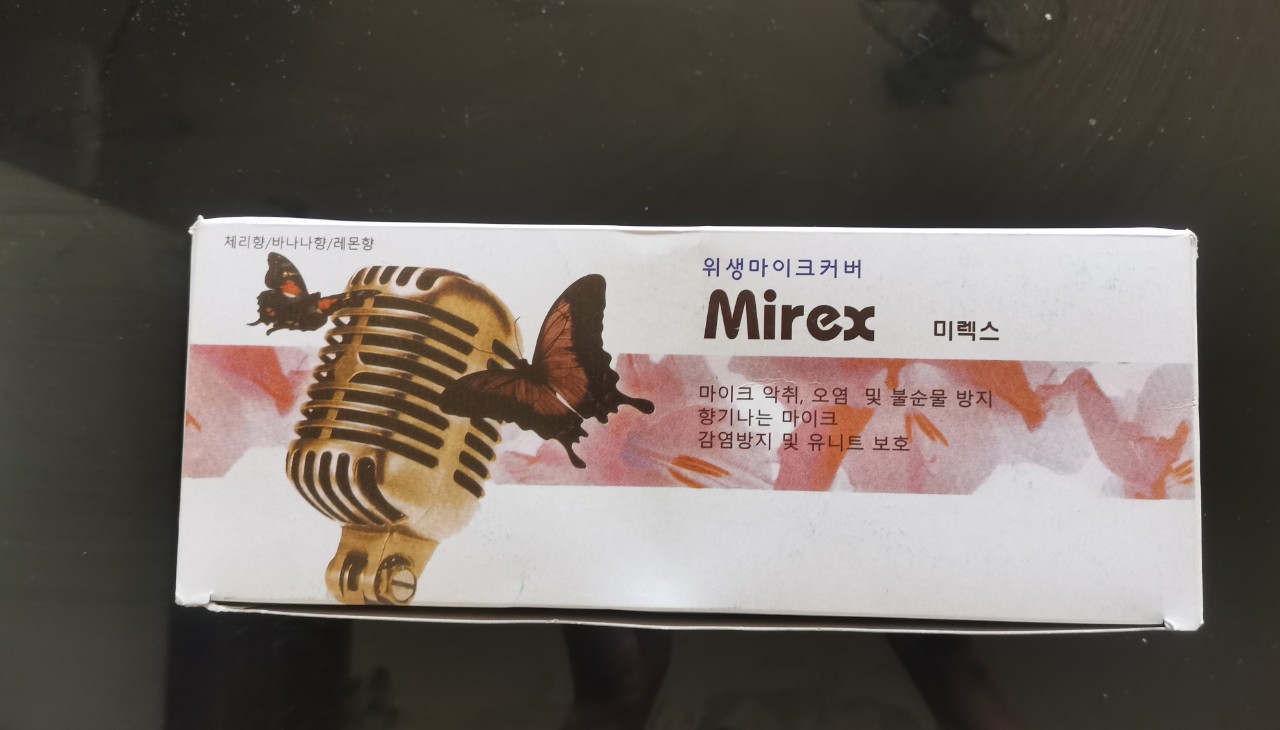 체리향/바나나향/레몬향
위생마이크커버
Mirex 미렉스
마이크 악취, 오염 및 불순물 방지
향기나는 마이크
감염방지 및 유니트 보호